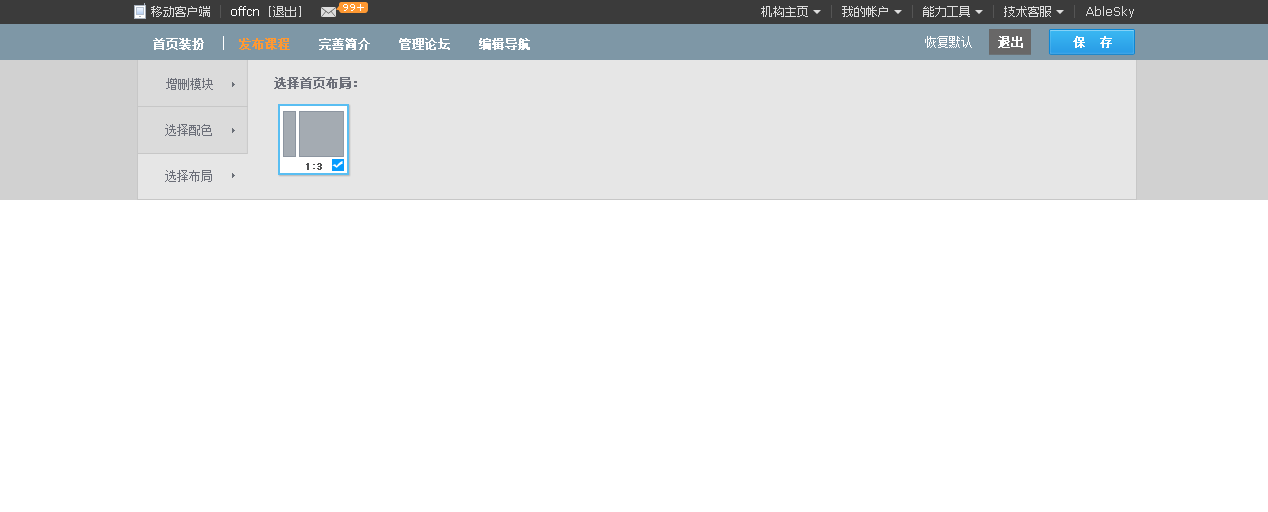 移动客户端 offcn [退出] 99+ 机构主页 我的帐户 能力工具 技术客服 AbleSky
首页装扮 发布课程 完善简介 管理论坛 编辑导航 恢复默认 退出 保 存
增删模块
选择配色
选择布局
选择首页布局：
1:3